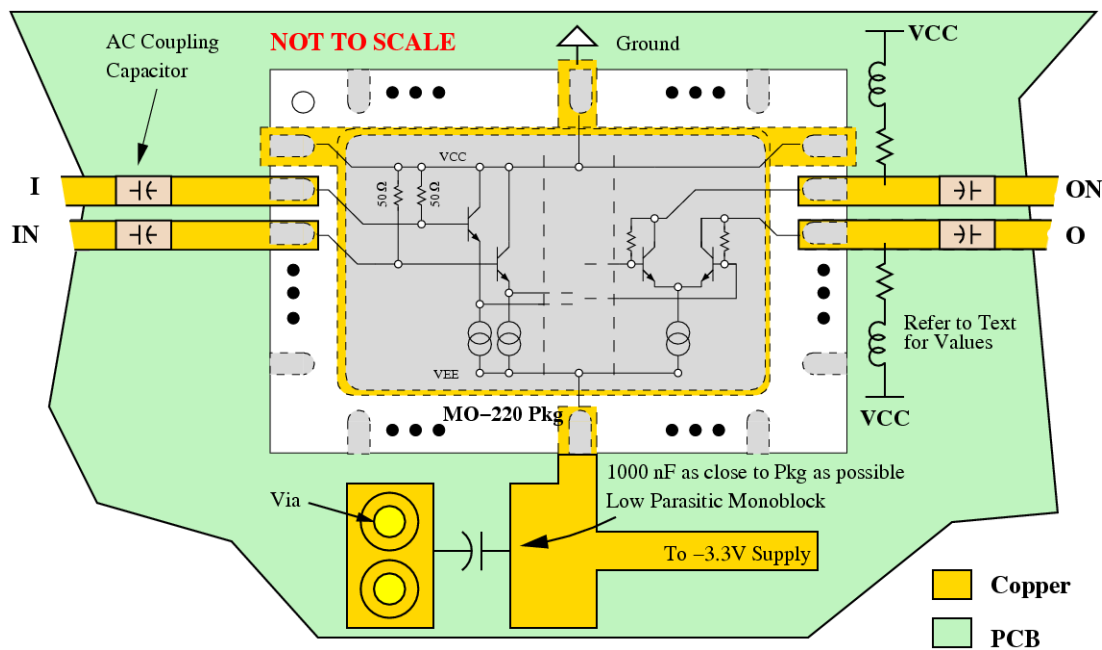 AC Coupling
Capacitor
NOT TO SCALE
Ground
VCC
VCC
50Ω
50Ω
I
IN
ON
O
Refer to Text
for Values
VEE
MO−220 Pkg
VCC
1000 nF as close to Pkg as possible
Low Parasitic Monoblock
Via
To −3.3V Supply
Copper
PCB